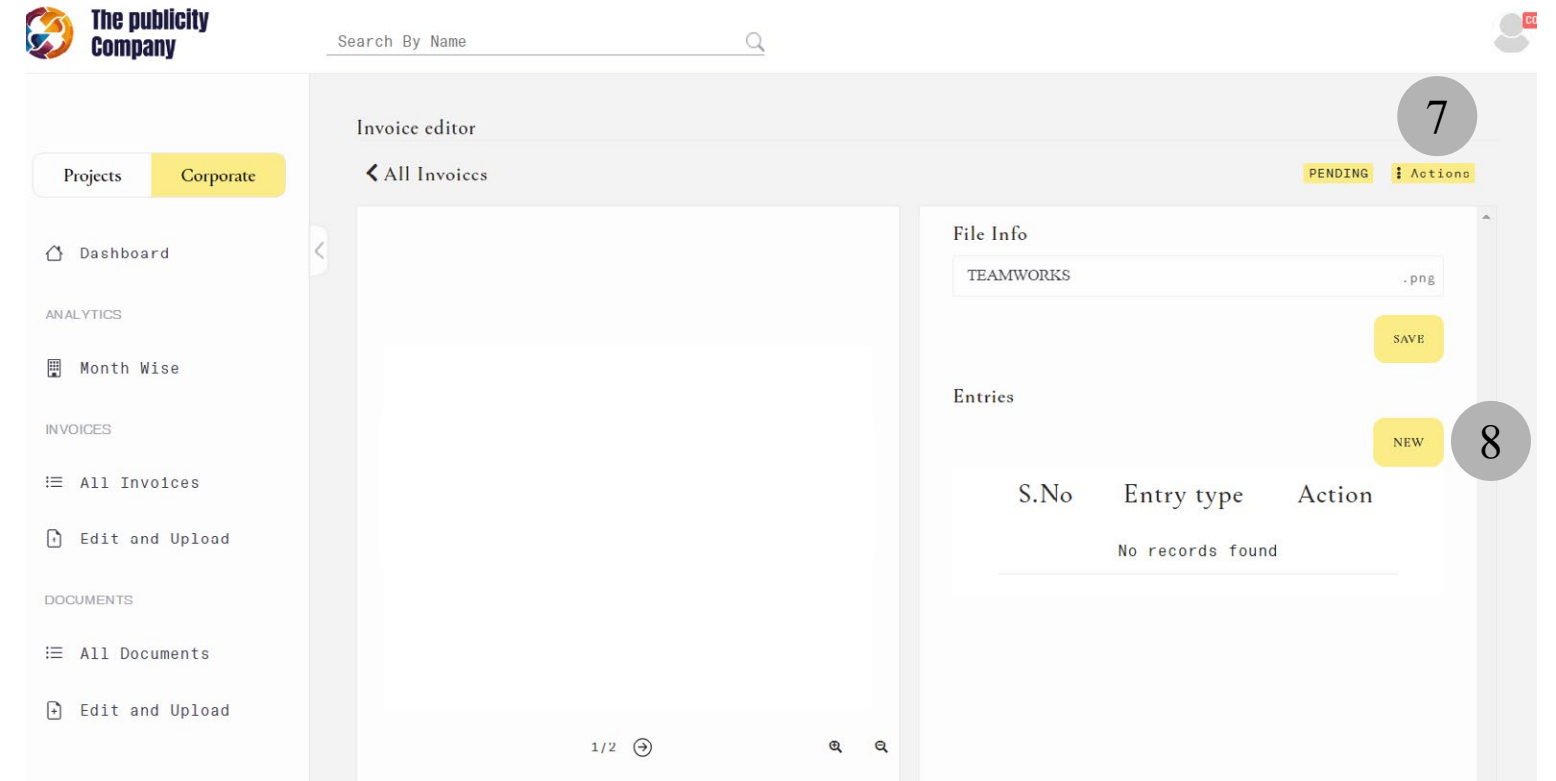 The publicity
Company
Search By Name
CO
7
Invoice editor
Projects
Corporate
All Invoices
PENDING
Actions
File Info
Dashboard
TEAMWORKS
.png
ANALYTICS
SAVE
Month Wise
Entries
INVOICES
NEW
8
All Invo1ces
S.No Entry type Action
Edit and Upload
No records found
DOCUMENTS
All Documents
Edit and Upload
1/2